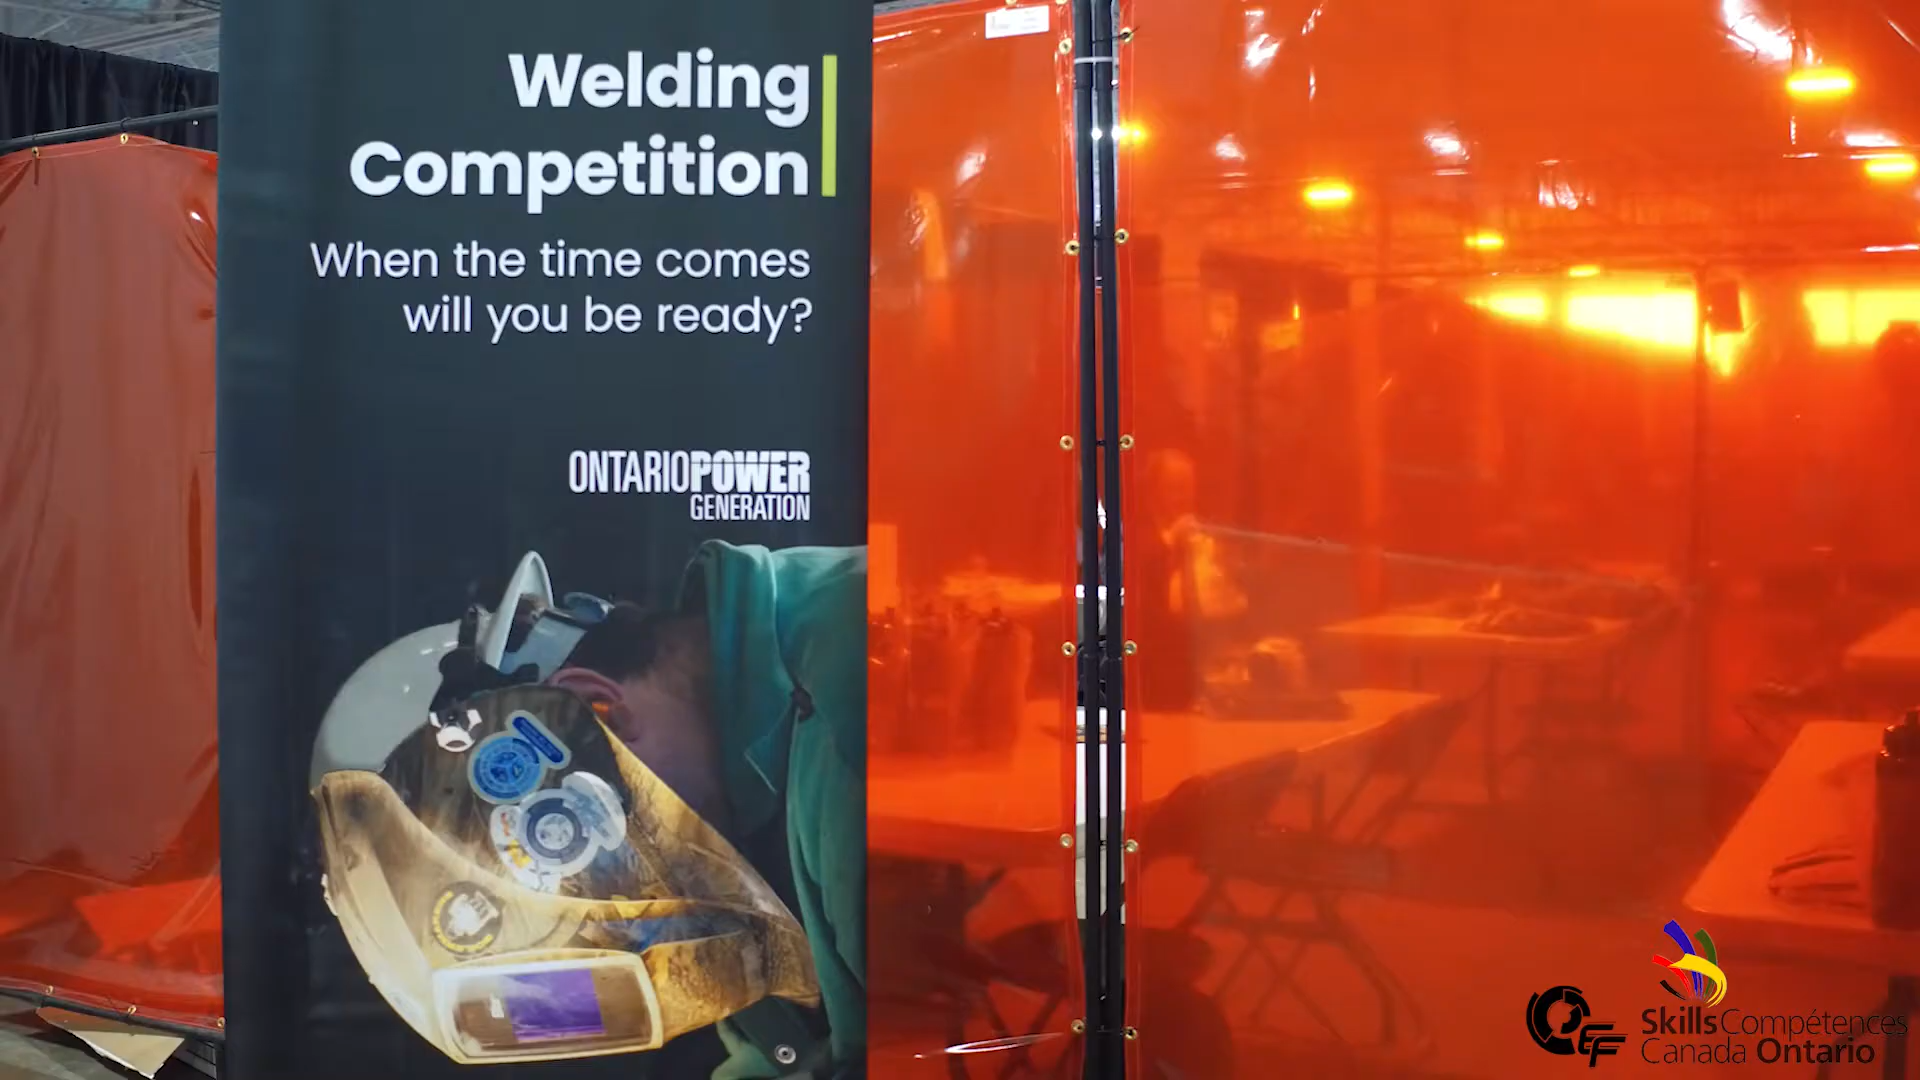 Welding
Competition
When the time comes
will you be ready?
ONTARIOPOWER
GENERATION
SkillsCompétences
Canada Ontario